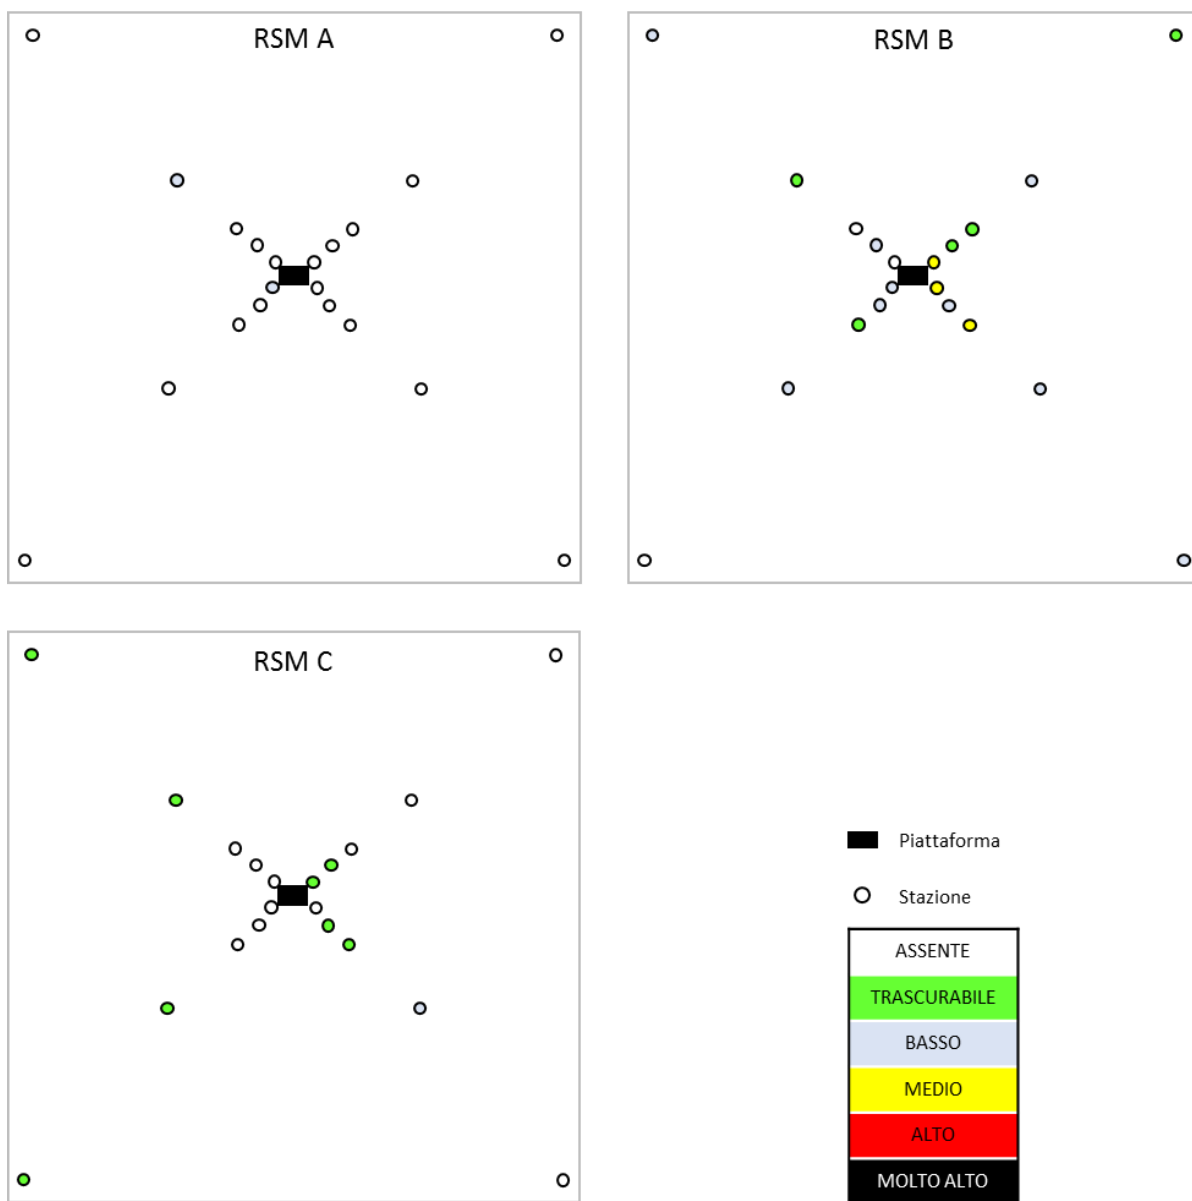 RSM A
RSM B
RSM C
Piattaforma
Stazione
ASSENTE
TRASCURABILE
BASSO
MEDIO
ALTO
MOLTO ALTO